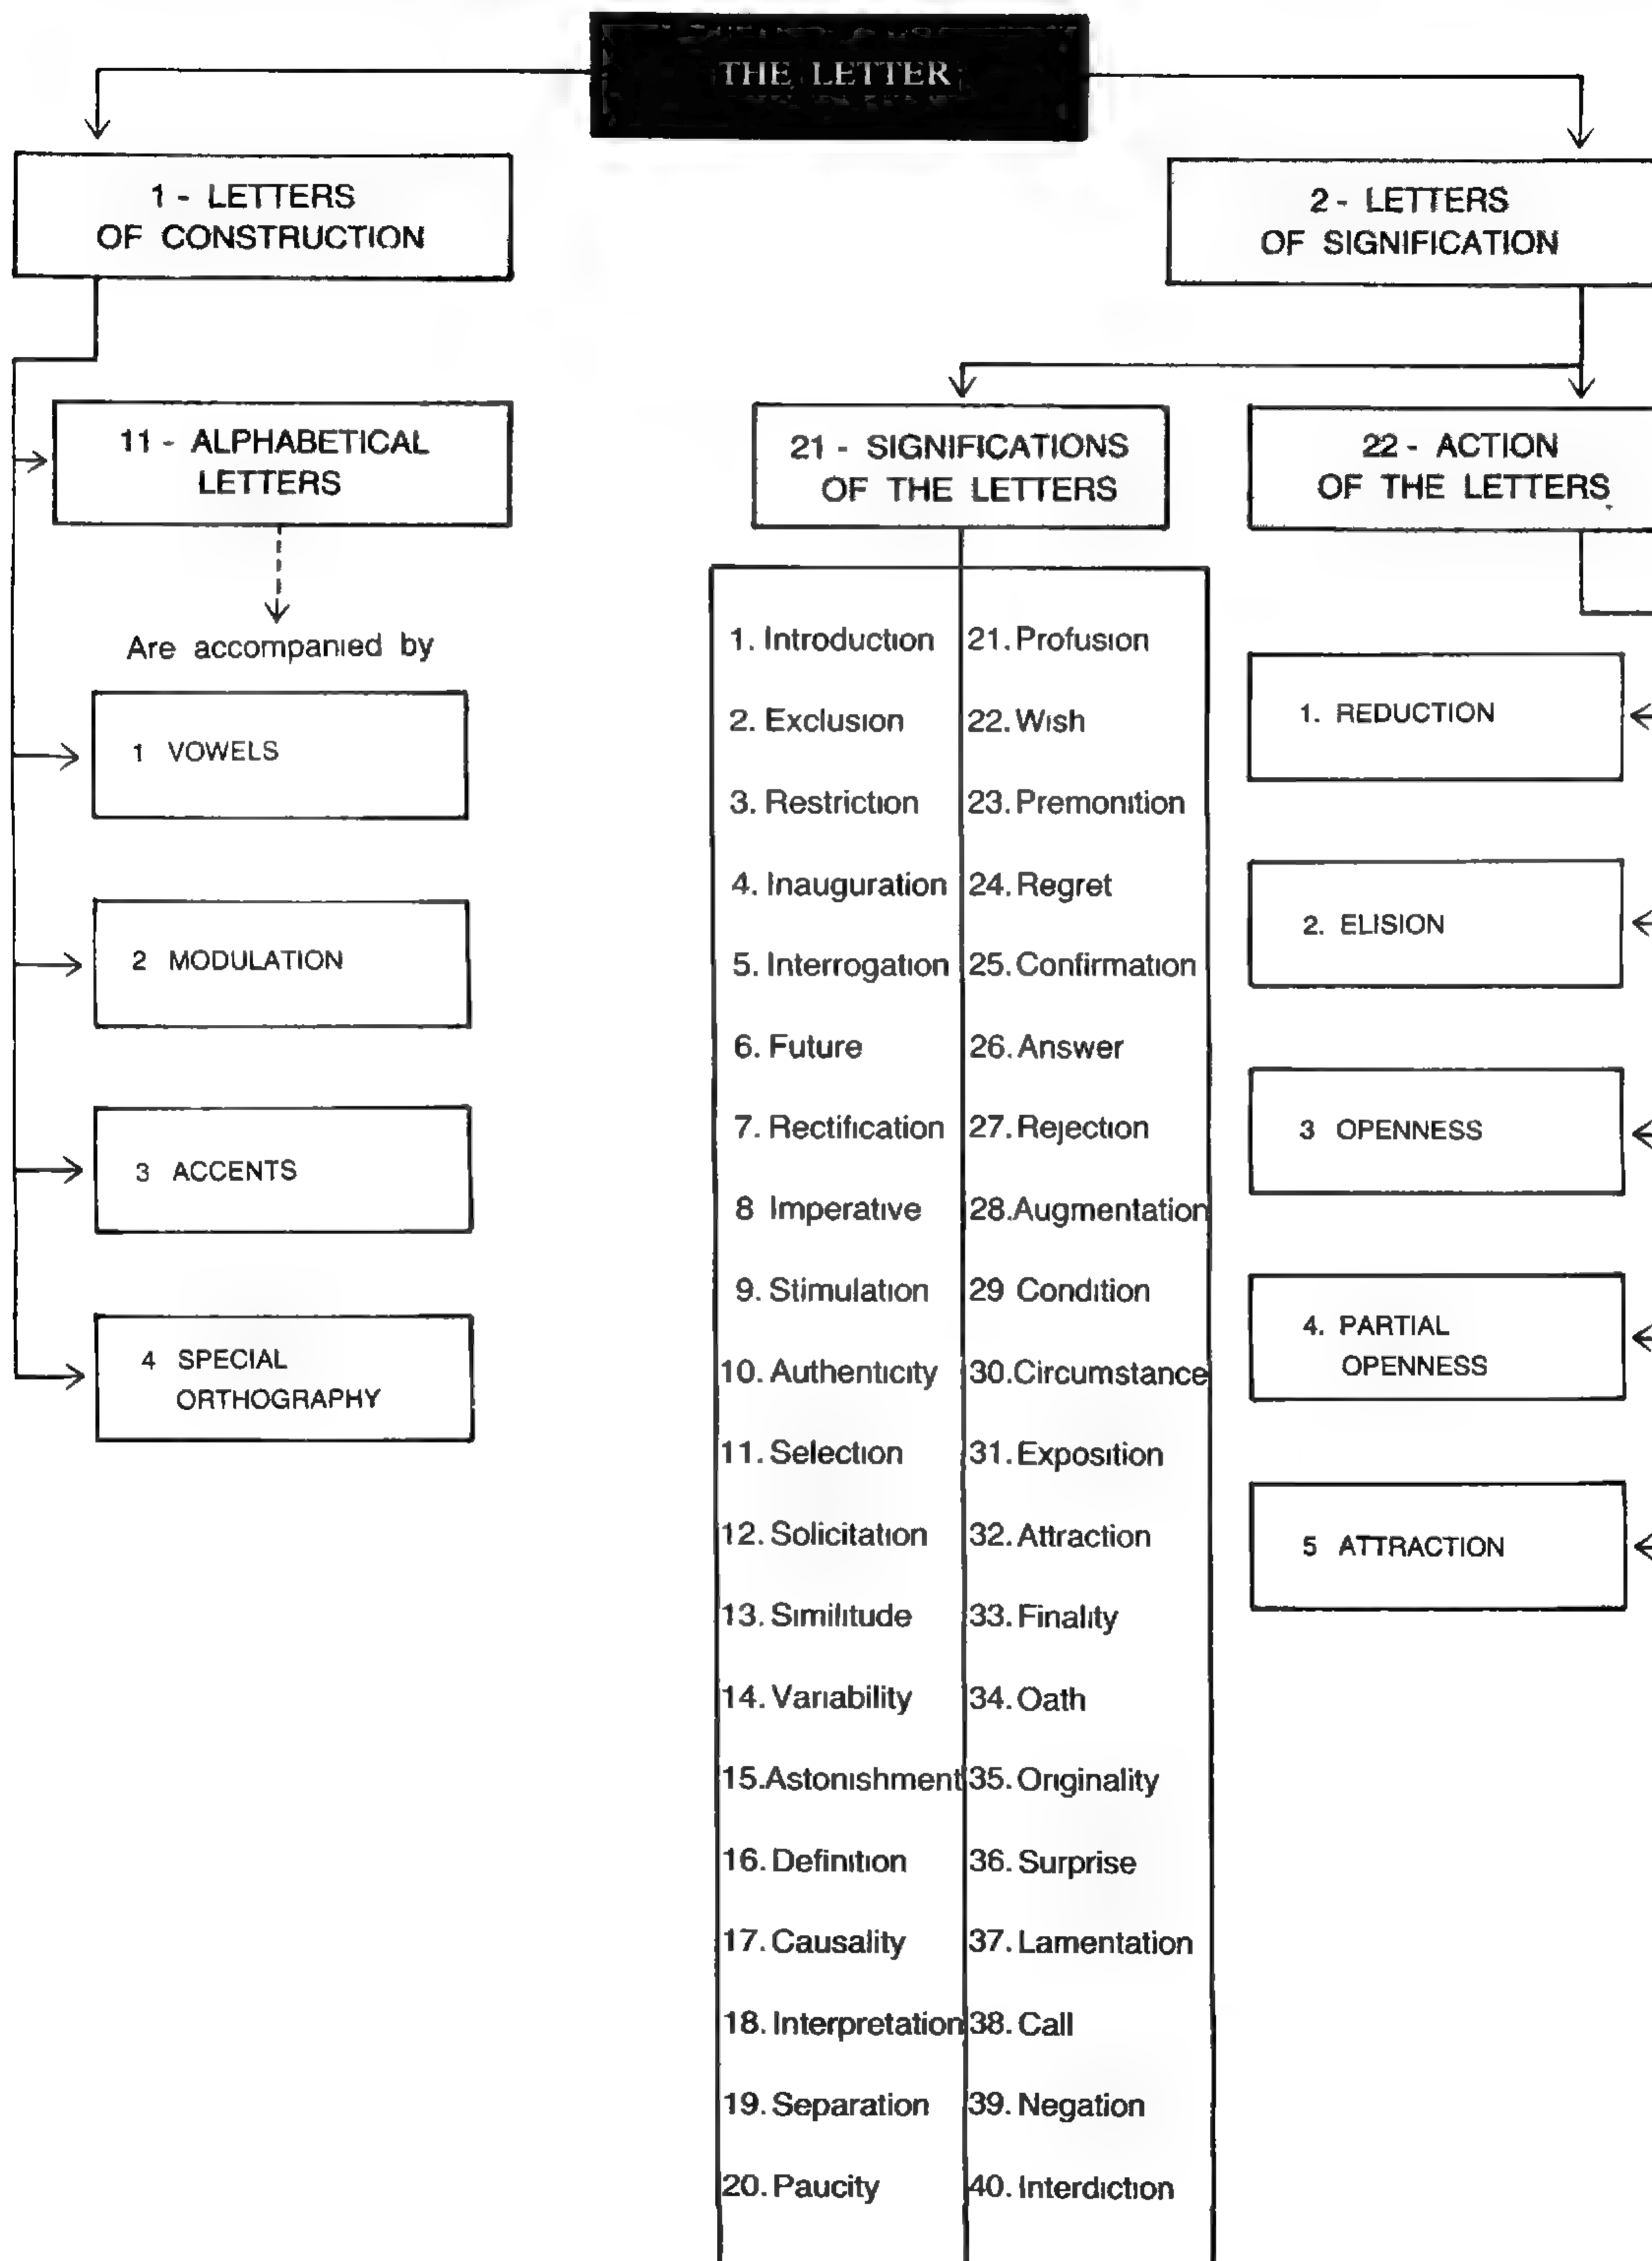 THE LETTER
1 - LETTERS
OF CONSTRUCTION
2 - LETTERS
OF SIGNIFICATION
11 - ALPHABETICAL
LETTERS
Are accompanied by
1 VOWELS
2 MODULATION
3 ACCENTS
4 SPECIAL
ORTHOGRAPHY
21 - SIGNIFICATIONS
OF THE LETTERS
1. Introduction
2. Exclusion
3. Restriction
4. Inauguration
5. Interrogation
6. Future
7. Rectification
8 Imperative
9. Stimulation
10. Authenticity
11. Selection
12. Solicitation
13. Similitude
14. Variability
15.Astonishment
16. Definition
17. Causality
18. Interpretation
19. Separation
20. Paucity
21. Profusion
22. Wish
23. Premonition
24. Regret
25. Confirmation
26. Answer
27. Rejection
28.Augmentation
29 Condition
30.Circumstance
31. Exposition
32. Attraction
33. Finality
34. Oath
35. Originality
36. Surprise
37. Lamentation
38. Call
39. Negation
40. Interdiction
22 - ACTION
OF THE LETTERS
1. REDUCTION
2. ELISION
3 OPENNESS
4. PARTIAL
OPENNESS
5 ATTRACTION